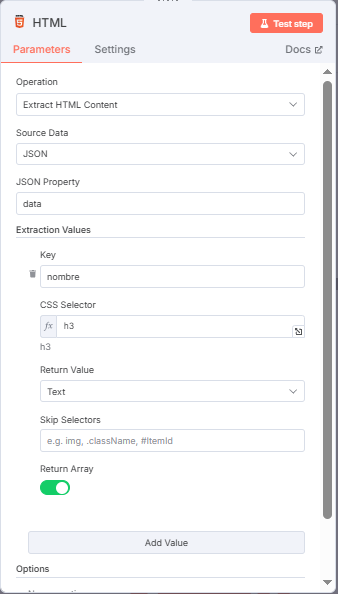 HTML
Test step
Parameters Settings Docs
Operation
Extract HTML Content
Source Data
JSON
JSON Property
data
Extraction Values
Key
nombre
CSS Selector
fx h3
h3
Return Value
Text
Skip Selectors
e.g. img, .className, #ItemId
Return Array
Add Value
Options